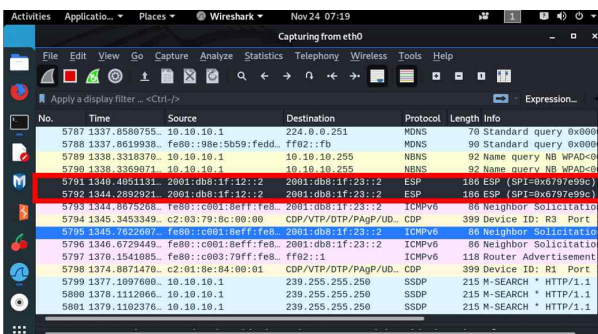 Activities Applicatio... Places Wireshark Nov 24 07:19 1
Capturing from eth0
File Edit View Go Capture Analyze Statistics Telephony Wireless Tools Help
Apply a display filter ... <Ctrl-/> Expression...
No. Time Source Destination Protocol Length Info
5787 1337.8580755… 10.10.10.1 224.0.0.251 MDNS 70 Standard query 0x000
5788 1337.8619938… fe80::98e:5b59:fedd… ff02::fb MDNS 90 Standard query 0x000
5789 1338.3318370… 10.10.10.1 10.10.10.255 NBNS 92 Name query NB WPAD<0
5790 1338.3369071… 10.10.10.1 10.10.10.255 NBNS 92 Name query NB WPAD<0
5791 1340.4051131… 2001:db8:1f:12::2 2001:db8:1f:23::2 ESP 186 ESP (SPI=0x6797e99c)
5792 1344.2892921… 2001:db8:1f:12::2 2001:db8:1f:23::2 ESP 186 ESP (SPI=0x6797e99c)
5793 1344.8675268… fe80::c001:8eff:fe8… 2001:db8:1f:23::2 ICMPv6 86 Neighbor Solicitatio
5794 1345.3453349… c2:03:79:8c:00:00 CDP/VTP/DTP/PAgP/UD… CDP 399 Device ID: R3 Port
5795 1345.7622607… fe80::c001:8eff:fe8… 2001:db8:1f:23::2 ICMPv6 86 Neighbor Solicitatio
5796 1346.6729449… fe80::c001:8eff:fe8… 2001:db8:1f:23::2 ICMPv6 86 Neighbor Solicitatio
5797 1370.1541085… fe80::c003:79ff:fe8… ff02::1 ICMPv6 118 Router Advertisement
5798 1374.8871470… c2:01:8e:84:00:01 CDP/VTP/DTP/PAgP/UD… CDP 399 Device ID: R1 Port
5799 1377.1097600… 10.10.10.1 239.255.255.250 SSDP 215 M-SEARCH * HTTP/1.1
5800 1378.1112066… 10.10.10.1 239.255.255.250 SSDP 215 M-SEARCH * HTTP/1.1
5801 1379.1102376… 10.10.10.1 239.255.255.250 SSDP 215 M-SEARCH * HTTP/1.1